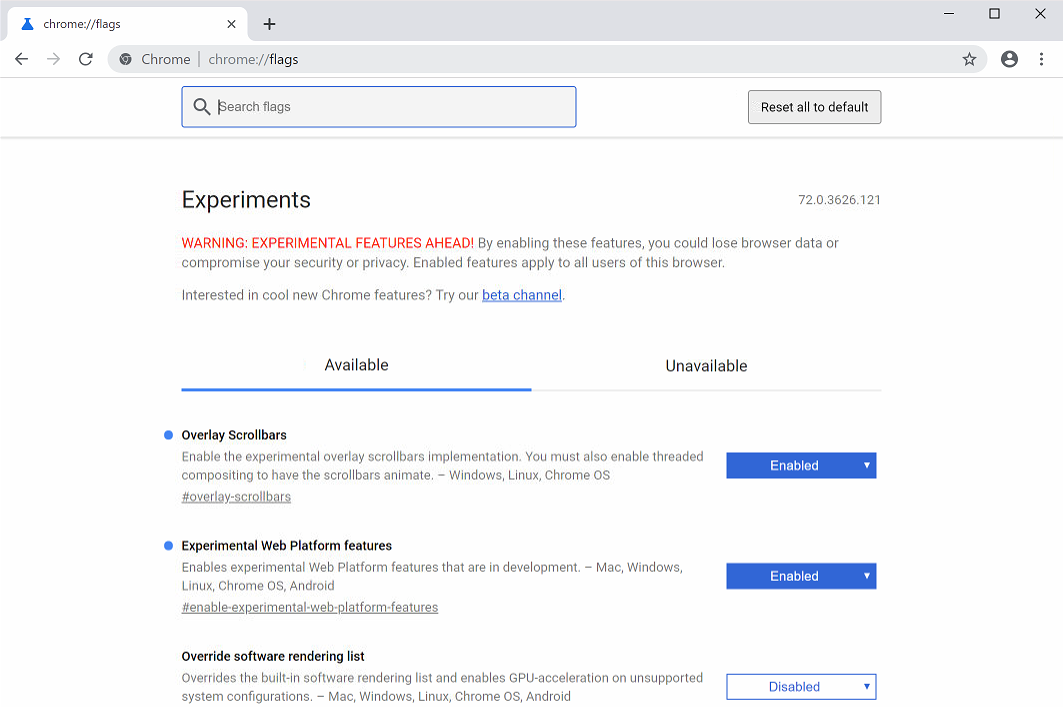 chrome://flags
Chrome | chrome://flags
Search flags
Reset all to default
Experiments
72.0.3626.121
WARNING: EXPERIMENTAL FEATURES AHEAD! By enabling these features, you could lose browser data or
compromise your security or privacy. Enabled features apply to all users of this browser.
Interested in cool new Chrome features? Try our beta channel.
Available
Unavailable
Overlay Scrollbars
Enable the experimental overlay scrollbars implementation. You must also enable threaded
compositing to have the scrollbars animate. – Windows, Linux, Chrome OS
#overlay-scrollbars
Enabled
Experimental Web Platform features
Enables experimental Web Platform features that are in development. – Mac, Windows,
Linux, Chrome OS, Android
#enable-experimental-web-platform-features
Enabled
Override software rendering list
Overrides the built-in software rendering list and enables GPU-acceleration on unsupported
system configurations. – Mac, Windows, Linux, Chrome OS, Android
Disabled